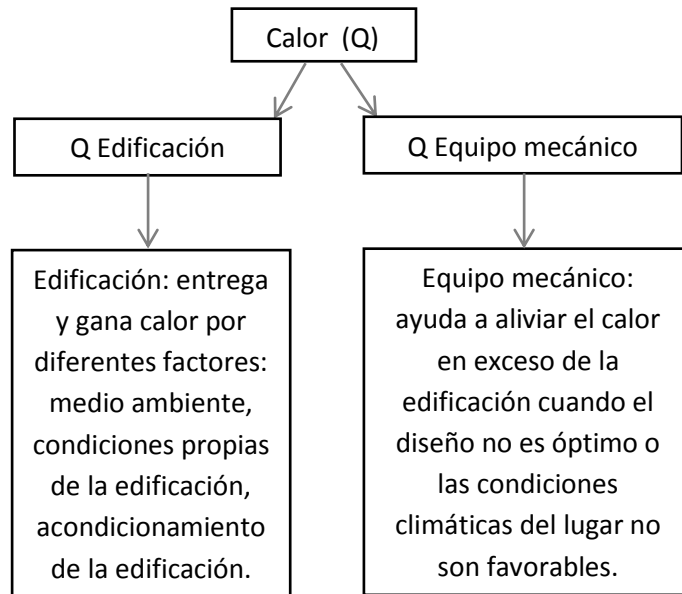 Calor (Q)
Q Edificación
Q Equipo mecánico
Edificación: entrega
y gana calor por
diferentes factores:
medio ambiente,
condiciones propias
de la edificación,
acondicionamiento
de la edificación.
Equipo mecánico:
ayuda a aliviar el calor
en exceso de la
edificación cuando el
diseño no es óptimo o
las condiciones
climáticas del lugar no
son favorables.